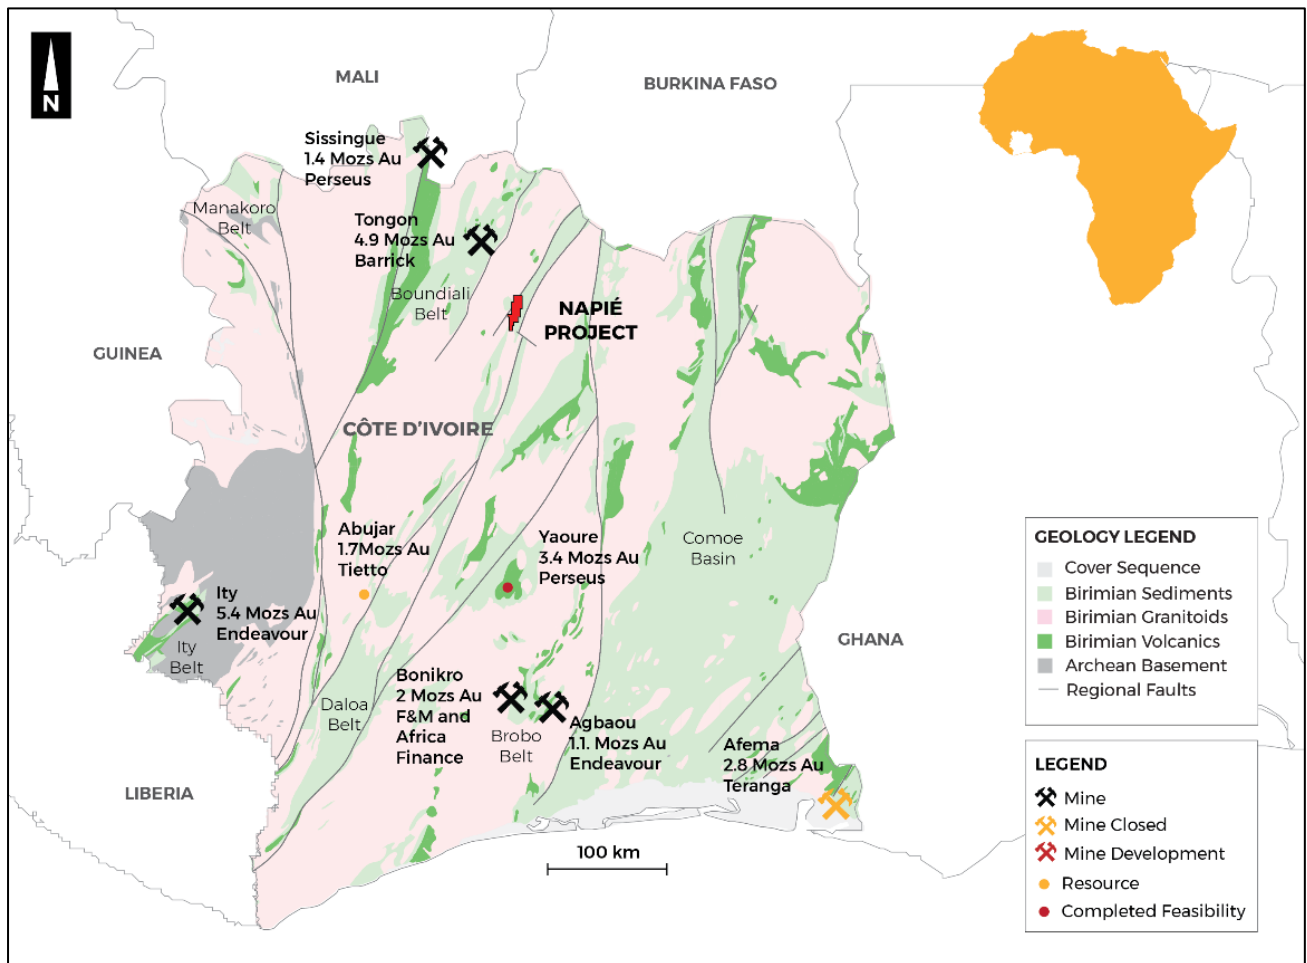 N
MALI
BURKINA FASO
Sissingue
1.4 Mozs Au
Perseus
Manakoro
Belt
Tongon
4.9 Mozs Au
Barrick
Boundiali
Belt
NAPIÉ
PROJECT
GUINEA
CÔTE D'IVOIRE
Abujar
1.7Mozs Au
Tietto
Yaoure
3.4 Mozs Au
Perseus
Comoe
Basin
Ity
5.4 Mozs Au
Endeavour
Ity
Belt
GHANA
Daloa
Belt
Bonikro
2 Mozs Au
F&M and
Africa
Finance
Brobo
Belt
Agbaou
1.1. Mozs Au
Endeavour
Afema
2.8 Mozs Au
Teranga
LIBERIA
100 km
GEOLOGY LEGEND
Cover Sequence
Birimian Sediments
Birimian Granitoids
Birimian Volcanics
Archean Basement
Regional Faults
LEGEND
Mine
Mine Closed
Mine Development
Resource
Completed Feasibility